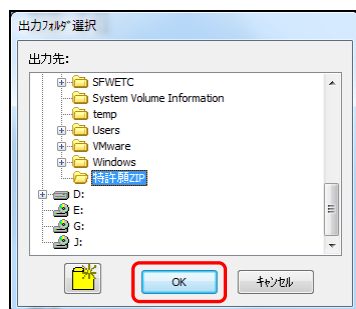 出力ﾌｫﾙﾀﾞ選択
出力先:
SFWETC
System Volume Information
temp
Users
VMware
Windows
特許願ZIP
D:
E:
G:
J:
OK
ｷｬﾝｾﾙ